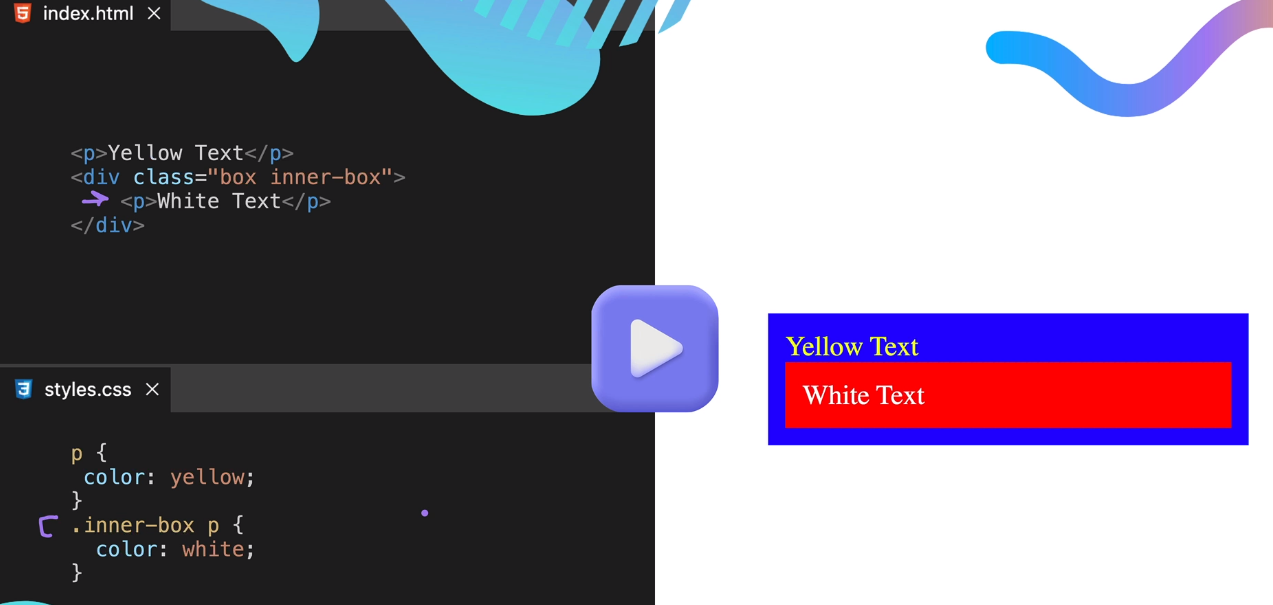 index.html
<p>Yellow Text</p>
<div class="box inner-box">
<p>White Text</p>
</div>
styles.css
p {
color: yellow;
}
.inner-box p {
color: white;
}
Yellow Text
White Text